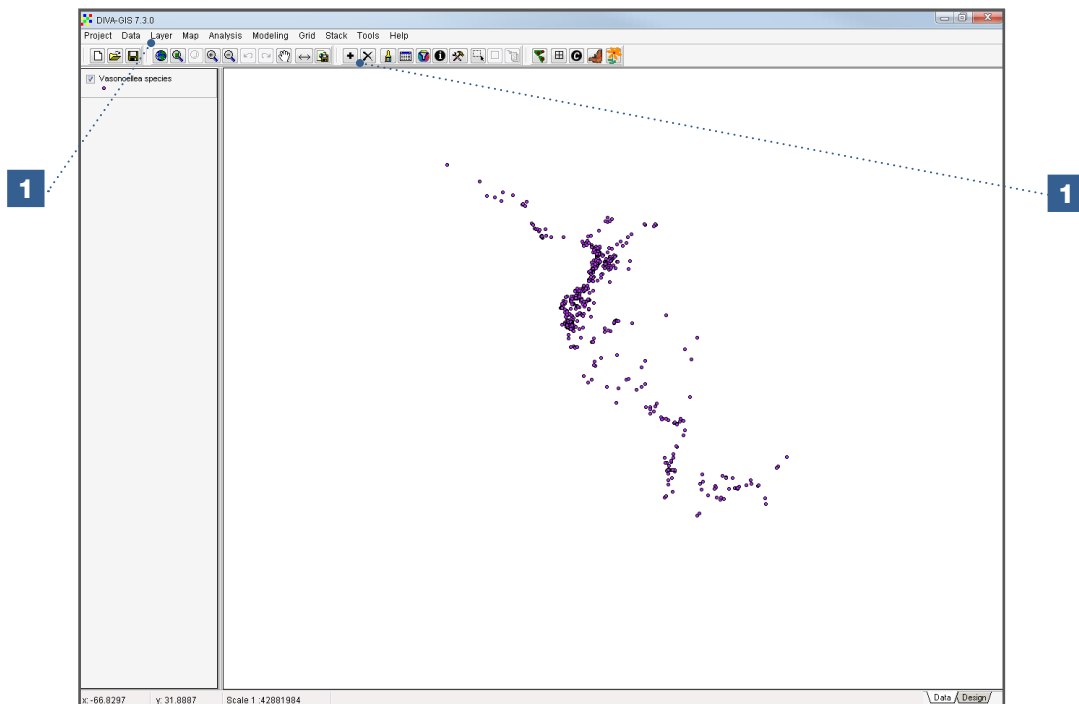 DIVA-GIS 7.3.0
Project Data Layer Map Analysis Modeling Grid Stack Tools Help
Vasconcellea species
1
1
x: -66.8297 y: 31.8887 Scale 1 :42881984
Data Design